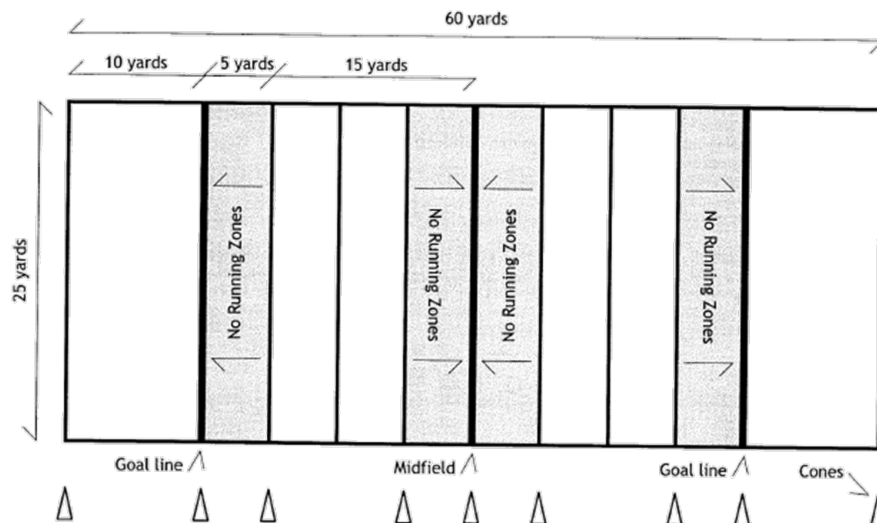 60 yards
10 yards
5 yards
15 yards
25 yards
No Running Zones
No Running Zones
No Running Zones
No Running Zones
Goal line
Midfield
Goal line
Cones